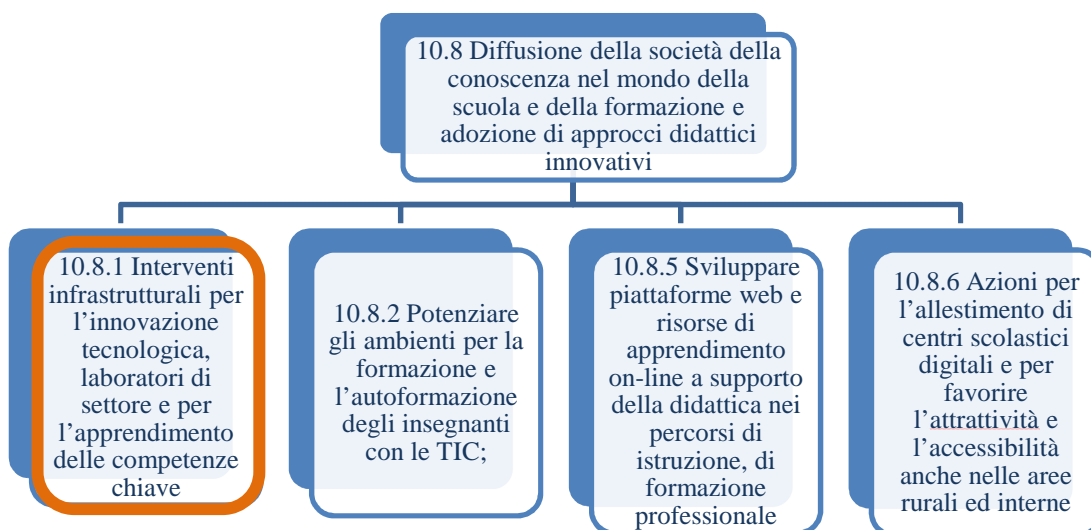 10.8 Diffusione della società della
conoscenza nel mondo della
scuola e della formazione e
adozione di approcci didattici
innovativi
10.8.1 Interventi
infrastrutturali per
l’innovazione
tecnologica,
laboratori di
settore e per
l’apprendimento
delle competenze
chiave
10.8.2 Potenziare
gli ambienti per la
formazione e
l’autoformazione
degli insegnanti
con le TIC;
10.8.5 Sviluppare
piattaforme web e
risorse di
apprendimento
on-line a supporto
della didattica nei
percorsi di
istruzione, di
formazione
professionale
10.8.6 Azioni per
l’allestimento di
centri scolastici
digitali e per
favorire
l’attrattività e
l’accessibilità
anche nelle aree
rurali ed interne